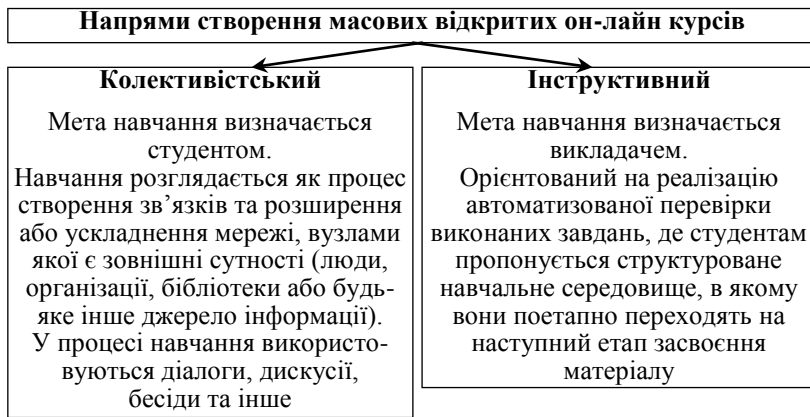 Напрями створення масових відкритих он-лайн курсів
Колективістський
Мета навчання визначається
студентом.
Навчання розглядається як процес
створення зв’язків та розширення
або ускладнення мережі, вузлами
якої є зовнішні сутності (люди,
організації, бібліотеки або будь-
яке інше джерело інформації).
У процесі навчання використо-
вуються діалоги, дискусії,
бесіди та інше
Інструктивний
Мета навчання визначається
викладачем.
Орієнтований на реалізацію
автоматизованої перевірки
виконаних завдань, де студентам
пропонується структуроване
навчальне середовище, в якому
вони поетапно переходять на
наступний етап засвоєння
матеріалу